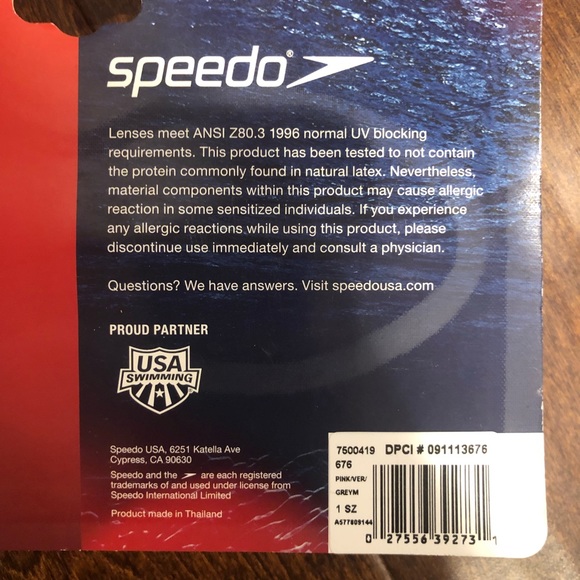 speedo®
Lenses meet ANSI Z80.3 1996 normal UV blocking
requirements. This product has been tested to not contain
the protein commonly found in natural latex. Nevertheless,
material components within this product may cause allergic
reaction in some sensitized individuals. If you experience
any allergic reactions while using this product, please
discontinue use immediately and consult a physician.
Questions? We have answers. Visit speedousa.com
PROUD PARTNER
USA
SWIMMING
Speedo USA, 6251 Katella Ave
Cypress, CA 90630
Speedo and the are each registered
trademarks of and used under license from
Speedo International Limited
Product made in Thailand
7500419 DPCI # 091113676
676
PINK/VER/
GREYM
1 SZ
A577809144
0 27556 39273 1